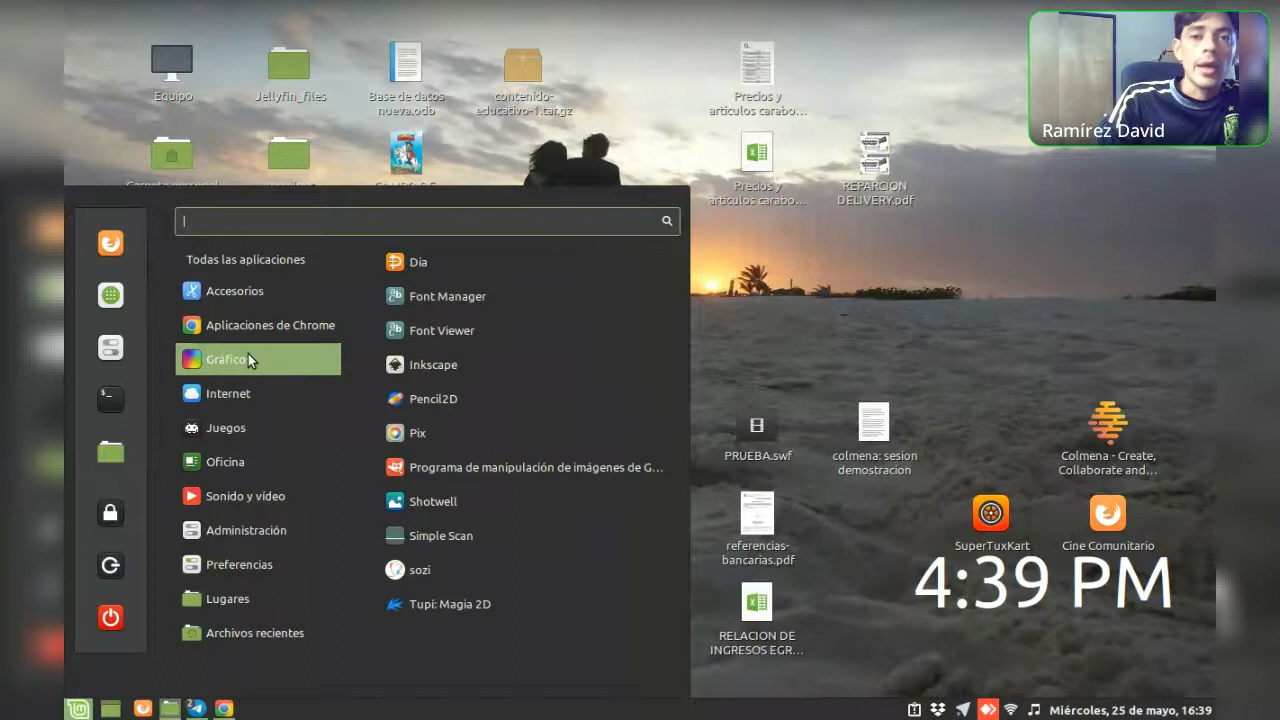 Equipo
Jellyfin_files
Base de datos
nueva.odb
contenido-
educativo-1.tar.gz
Precios y
articulos carabo...
Ramírez David
Precios y
articulos carabo...
REPARCION
DELIVERY.pdf
Todas las aplicaciones
Accesorios
Aplicaciones de Chrome
Gráfico
Internet
Juegos
Oficina
Sonido y vídeo
Administración
Preferencias
Lugares
Archivos recientes
Dia
Font Manager
Font Viewer
Inkscape
Pencil2D
Pix
Programa de manipulación de imágenes de G...
Shotwell
Simple Scan
sozi
Tupí: Magia 2D
PRUEBA.swf
colmena: sesion
demostracion
Colmena - Create,
Collaborate and...
referencias-
bancarias.pdf
SuperTuxKart
Cine Comunitario
4:39 PM
RELACION DE
INGRESOS EGR...
2
Miércoles, 25 de mayo, 16:39